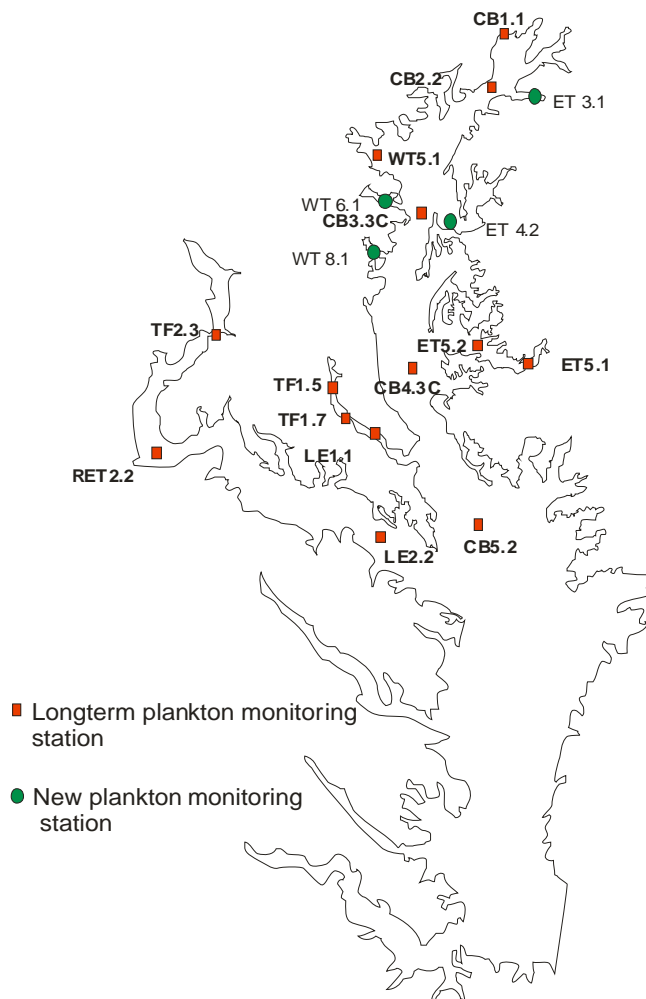 CB1.1
CB2.2
ET 3.1
WT5.1
WT 6.1
CB3.3C
ET 4.2
WT 8.1
TF2.3
ET5.2
ET5.1
CB4.3C
TF1.5
TF1.7
LE1.1
RET2.2
CB5.2
LE2.2
Longterm plankton monitoring
station
New plankton monitoring
station